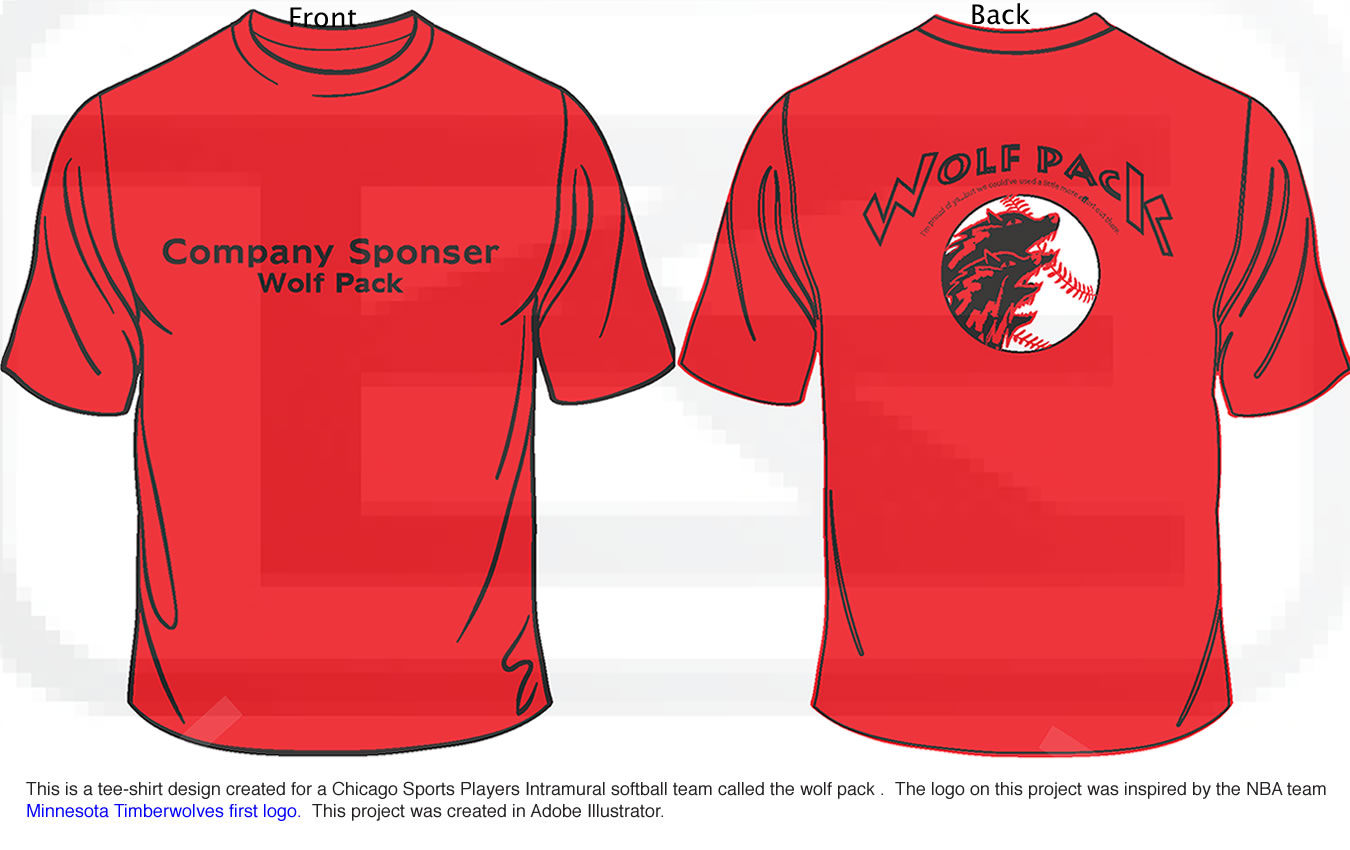 Front
Back
Company Sponser
Wolf Pack
WOLF PACK
I'm proud of ya...but we could've used a little more effort out there.
This is a tee-shirt design created for a Chicago Sports Players Intramural softball team called the wolf pack .  The logo on this project was inspired by the NBA team
Minnesota Timberwolves first logo.  This project was created in Adobe Illustrator.